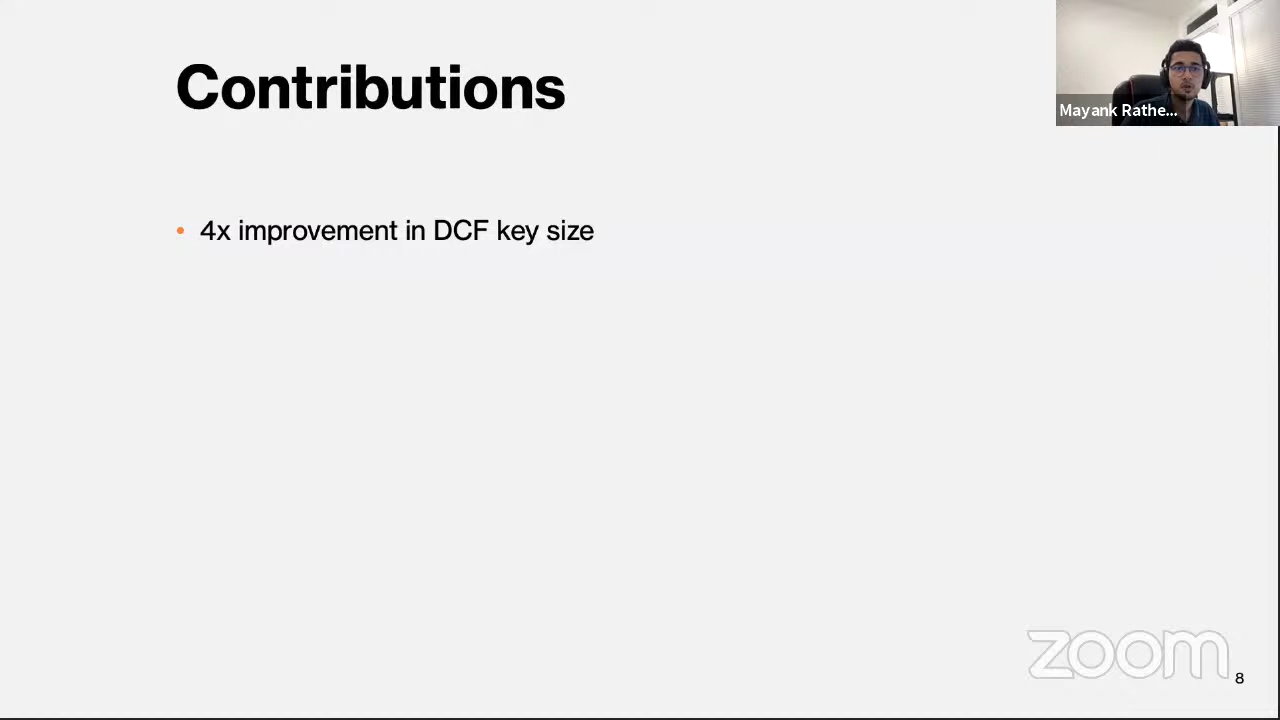 Contributions
Mayank Rathe...
• 4x improvement in DCF key size
zoom
8